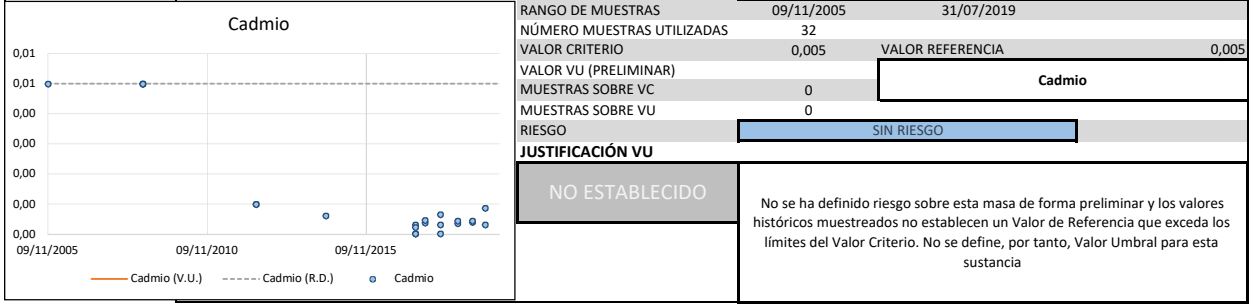 Cadmio
0,01
0,01
0,00
0,00
0,00
0,00
0,00
09/11/2005 09/11/2010 09/11/2015
Cadmio (V.U.) Cadmio (R.D.) Cadmio
RANGO DE MUESTRAS 09/11/2005 31/07/2019
NÚMERO MUESTRAS UTILIZADAS 32
VALOR CRITERIO 0,005 VALOR REFERENCIA 0,005
VALOR VU (PRELIMINAR)
Cadmio
MUESTRAS SOBRE VC 0
MUESTRAS SOBRE VU 0
RIESGO SIN RIESGO
JUSTIFICACIÓN VU
NO ESTABLECIDO
No se ha definido riesgo sobre esta masa de forma preliminar y los valores
históricos muestreados no establecen un Valor de Referencia que exceda los
límites del Valor Criterio. No se define, por tanto, Valor Umbral para esta
sustancia